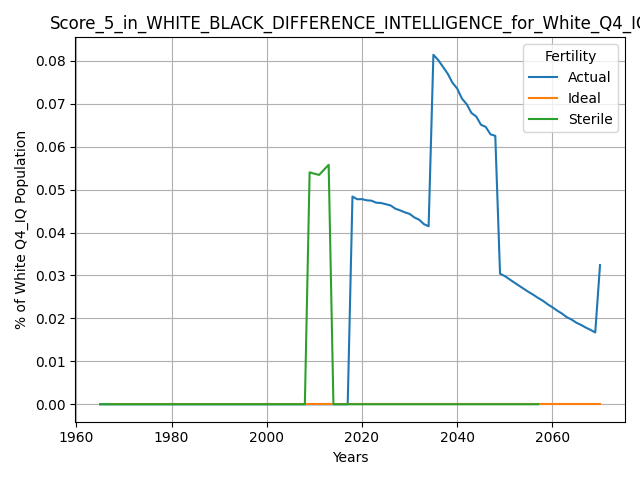 Score_5_in_WHITE_BLACK_DIFFERENCE_INTELLIGENCE_for_White_Q4_IQ
Fertility
Actual
Ideal
Sterile
% of White Q4_IQ Population
0.08
0.07
0.06
0.05
0.04
0.03
0.02
0.01
0.00
1960 1980 2000 2020 2040 2060
Years